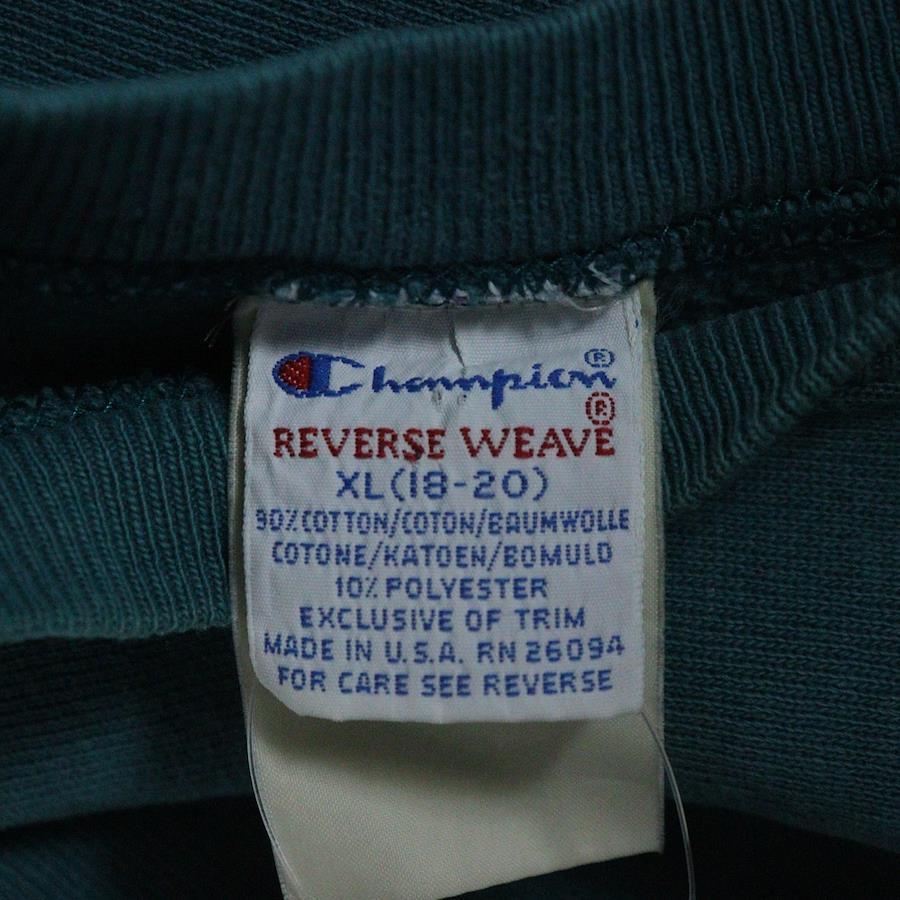 Champion®
®
REVERSE WEAVE
XL(18-20)
90% COTTON/COTON/BAUMWOLLE
COTONE/KATOEN/BOMULD
10% POLYESTER
EXCLUSIVE OF TRIM
MADE IN U.S.A. RN 26094
FOR CARE SEE REVERSE